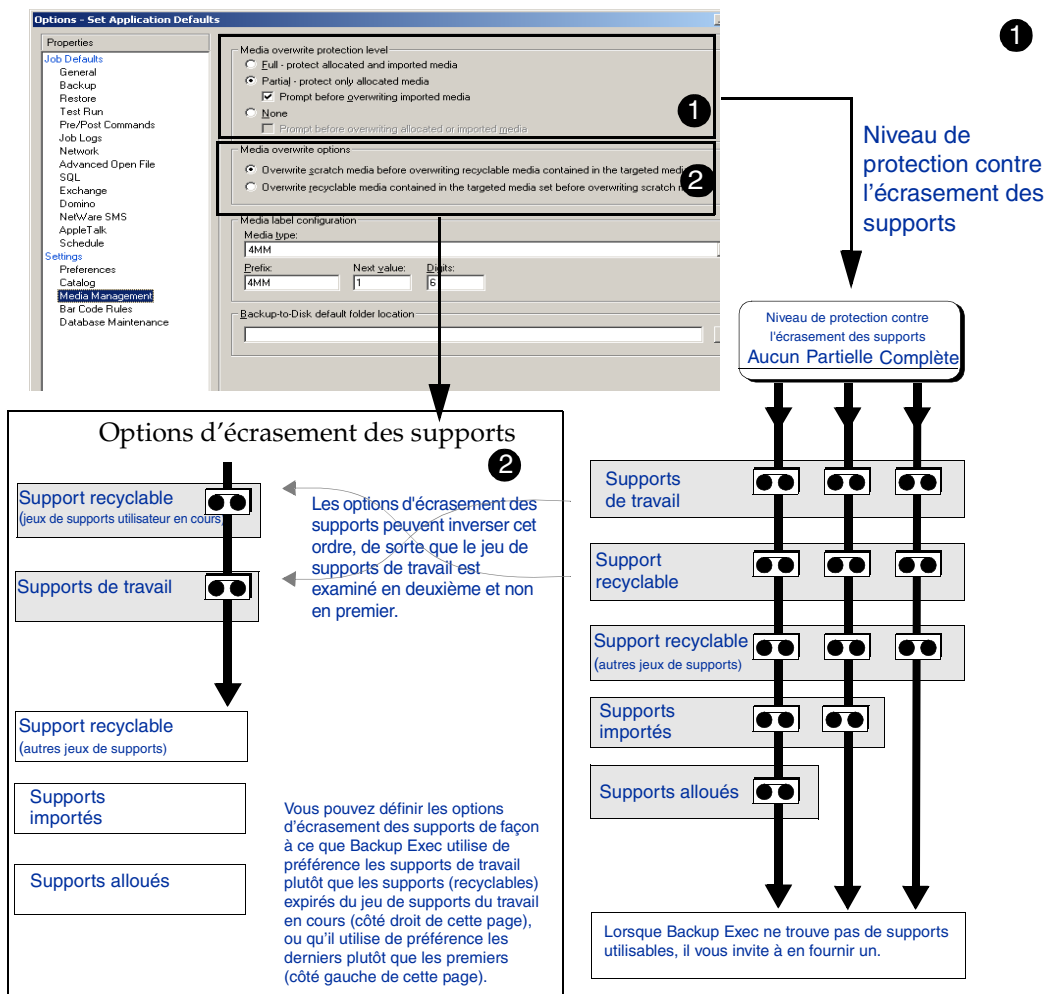 Options - Set Application Defaults
Properties
Job Defaults
General
Backup
Restore
Test Run
Pre/Post Commands
Job Logs
Network
Advanced Open File
SQL
Exchange
Domino
NetWare SMS
AppleTalk
Schedule
Settings
Preferences
Catalog
Media Management
Bar Code Rules
Database Maintenance
Media overwrite protection level
Full - protect allocated and imported media
Partial - protect only allocated media
Prompt before overwriting imported media
None
Prompt before overwriting allocated or imported media
1
Media overwrite options
Overwrite scratch media before overwriting recyclable media contained in the targeted medi
Overwrite recyclable media contained in the targeted media set before overwriting scratch m
2
Media label configuration
Media type:
4MM
Prefix: Next value: Digits:
4MM 1 6
Backup-to-Disk default folder location
1
Niveau de
protection contre
l'écrasement des
supports
Niveau de protection contre
l'écrasement des supports
Aucun Partielle Complète
Supports
de travail
Support
recyclable
Support recyclable
(autres jeux de supports)
Supports
importés
Supports alloués
Lorsque Backup Exec ne trouve pas de supports
utilisables, il vous invite à en fournir un.
Options d'écrasement des supports
2
Support recyclable
(jeux de supports utilisateur en cours)
Supports de travail
Support recyclable
(autres jeux de supports)
Supports
importés
Supports alloués
Les options d'écrasement des
supports peuvent inverser cet
ordre, de sorte que le jeu de
supports de travail est
examiné en deuxième et non
en premier.
Vous pouvez définir les options
d'écrasement des supports de façon
à ce que Backup Exec utilise de
préférence les supports de travail
plutôt que les supports (recyclables)
expirés du jeu de supports du travail
en cours (côté droit de cette page),
ou qu'il utilise de préférence les
derniers plutôt que les premiers
(côté gauche de cette page).